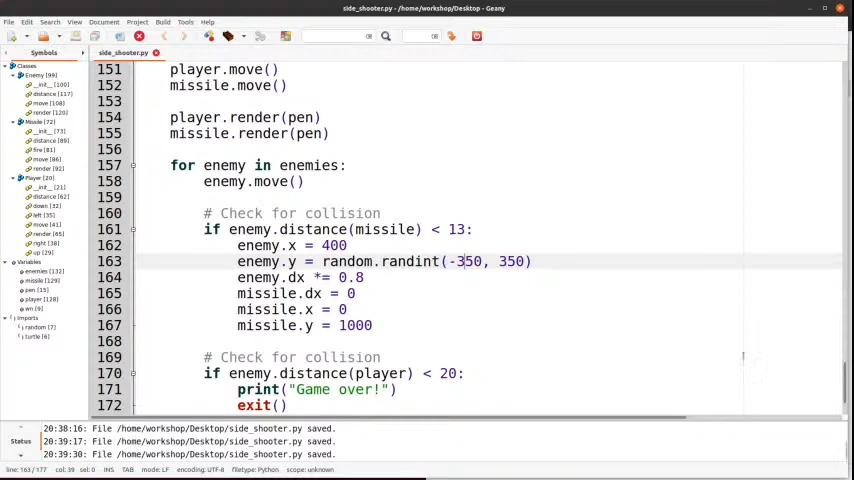 side_shooter.py - /home/workshop/Desktop - Geany
File Edit Search View Document Project Build Tools Help
Symbols
side_shooter.py
Classes
Enemy [99]
__init__ [100]
distance [117]
move [108]
render [120]
Missile [72]
__init__ [73]
distance [89]
fire [81]
move [86]
render [92]
Player [20]
__init__ [21]
distance [62]
down [32]
left [35]
move [41]
render [65]
right [38]
up [29]
Variables
enemies [132]
missile [129]
pen [15]
player [128]
wn [9]
Imports
random [7]
turtle [6]
151 player.move()
152 missile.move()
153
154 player.render(pen)
155 missile.render(pen)
156
157 for enemy in enemies:
158 enemy.move()
159
160 # Check for collision
161 if enemy.distance(missile) < 13:
162 enemy.x = 400
163 enemy.y = random.randint(-350, 350)
164 enemy.dx *= 0.8
165 missile.dx = 0
166 missile.x = 0
167 missile.y = 1000
168
169 # Check for collision
170 if enemy.distance(player) < 20:
171 print("Game over!")
172 exit()
Status
20:38:16: File /home/workshop/Desktop/side_shooter.py saved.
20:39:17: File /home/workshop/Desktop/side_shooter.py saved.
20:39:30: File /home/workshop/Desktop/side_shooter.py saved.
line: 163 / 177 col: 39 sel: 0 INS TAB mode: LF encoding: UTF-8 filetype: Python scope: unknown